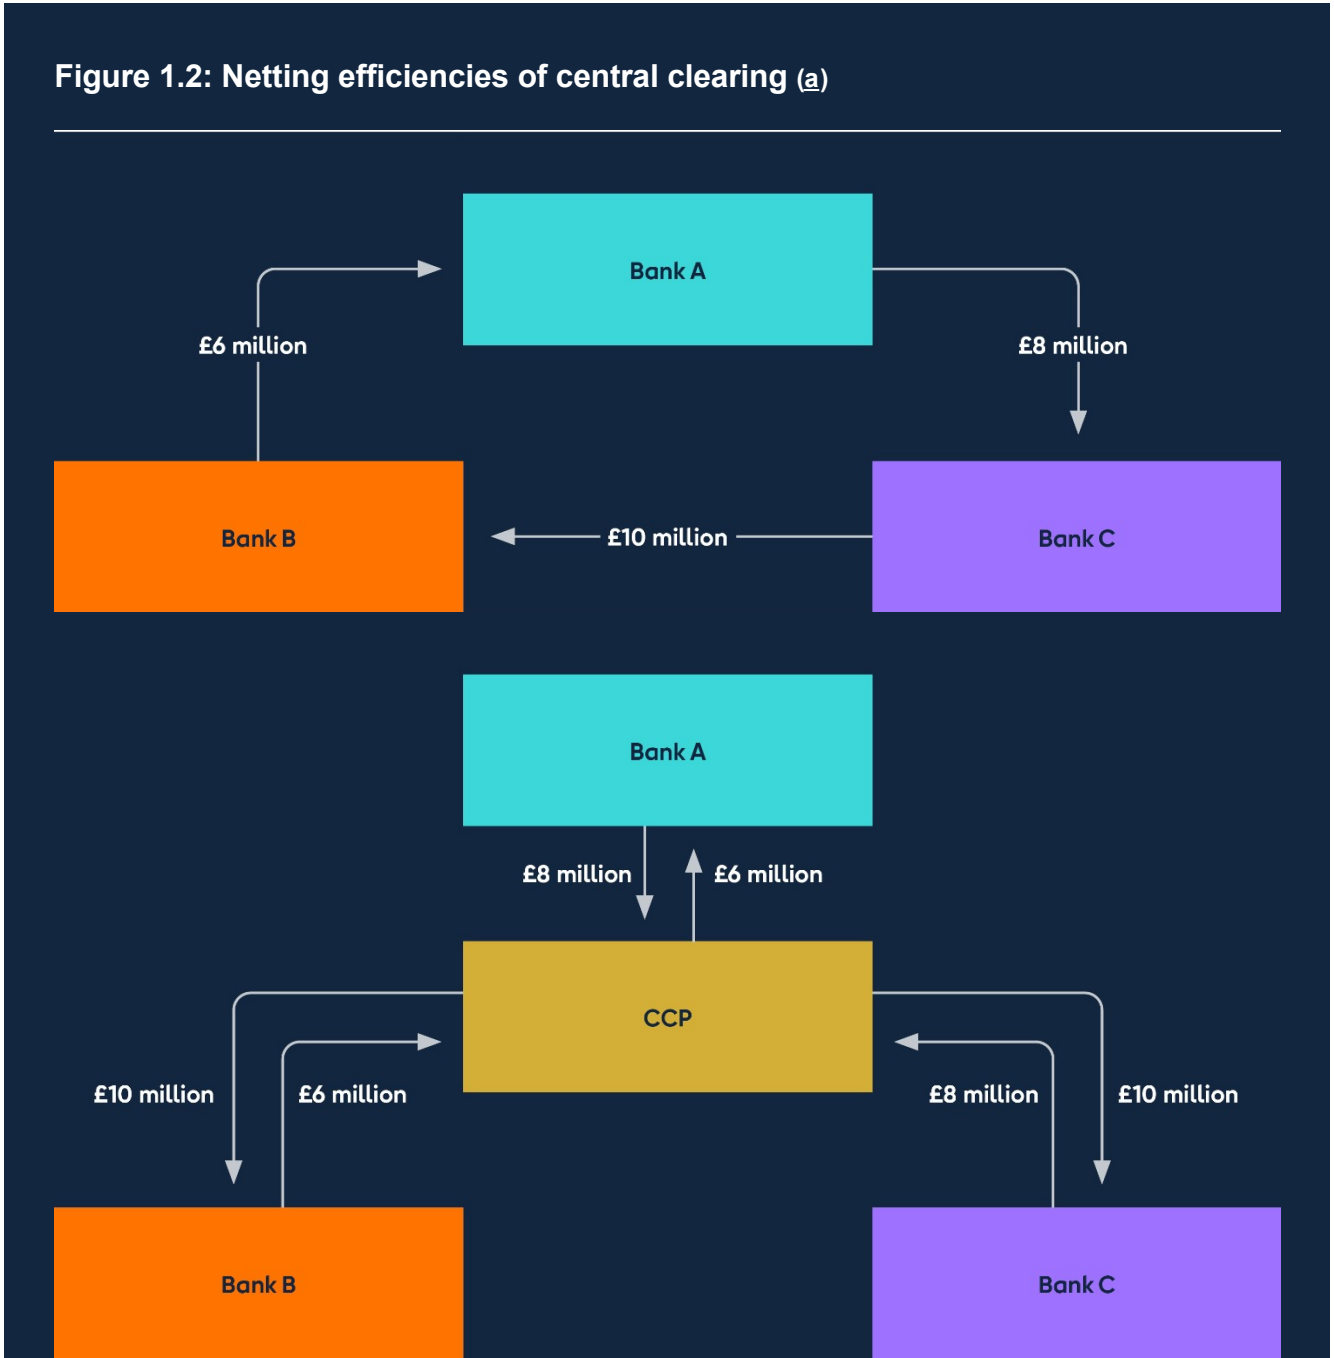 Figure 1.2: Netting efficiencies of central clearing (a)
Bank A
£6 million
£8 million
Bank B
£10 million
Bank C
Bank A
£8 million
£6 million
CCP
£10 million
£6 million
£8 million
£10 million
Bank B
Bank C